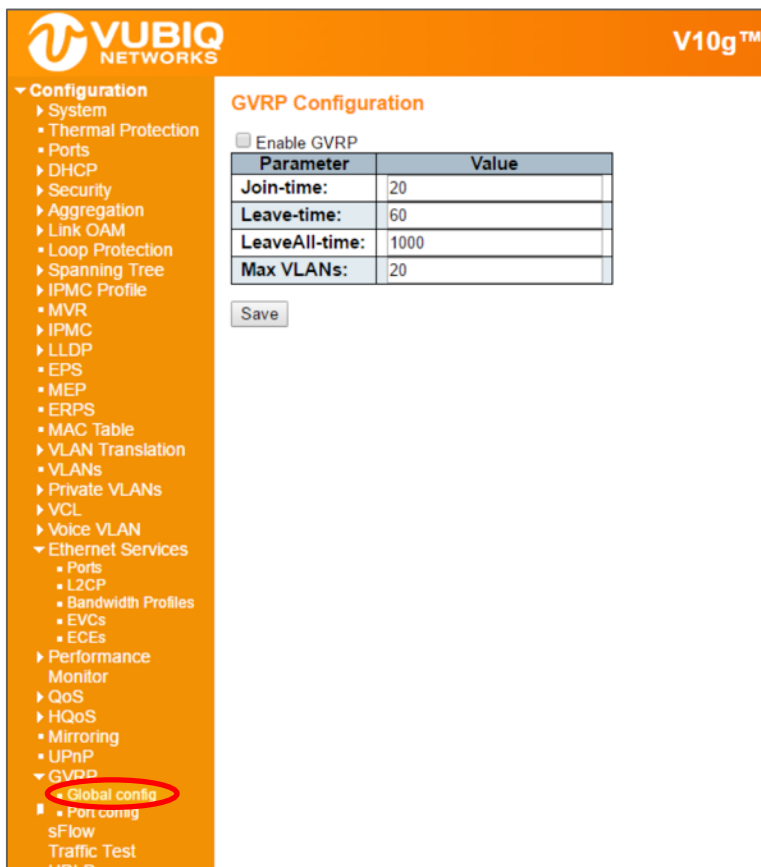 VUBIQ
NETWORKS
V10g™
Configuration
System
Thermal Protection
Ports
DHCP
Security
Aggregation
Link OAM
Loop Protection
Spanning Tree
IPMC Profile
MVR
IPMC
LLDP
EPS
MEP
ERPS
MAC Table
VLAN Translation
VLANs
Private VLANs
VCL
Voice VLAN
Ethernet Services
Ports
L2CP
Bandwidth Profiles
EVCs
ECEs
Performance
Monitor
QoS
HQoS
Mirroring
UPnP
GVRP
Global config
Port config
sFlow
Traffic Test
GVRP Configuration
Enable GVRP
Parameter Value
Join-time: 20
Leave-time: 60
LeaveAll-time: 1000
Max VLANs: 20
Save